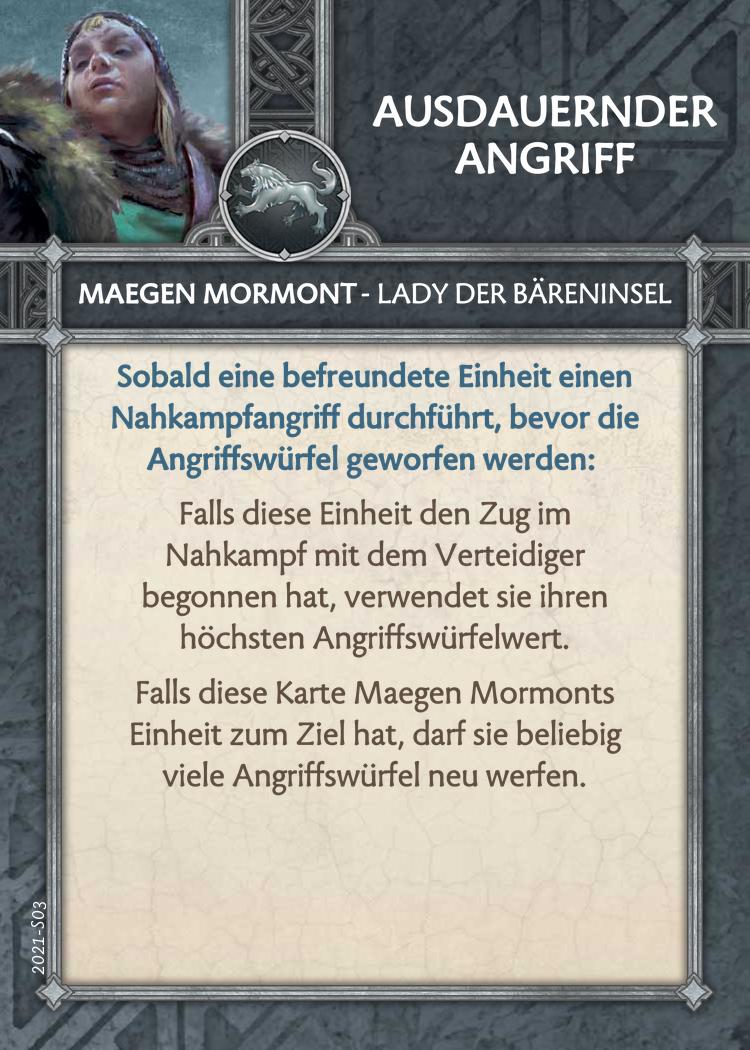 AUSDAUERNDER
ANGRIFF
MAEGEN MORMONT - LADY DER BÄRENINSEL
Sobald eine befreundete Einheit einen
Nahkampfangriff durchführt, bevor die
Angriffswürfel geworfen werden:
Falls diese Einheit den Zug im
Nahkampf mit dem Verteidiger
begonnen hat, verwendet sie ihren
höchsten Angriffswürfelwert.
Falls diese Karte Maegen Mormonts
Einheit zum Ziel hat, darf sie beliebig
viele Angriffswürfel neu werfen.
2021-S03